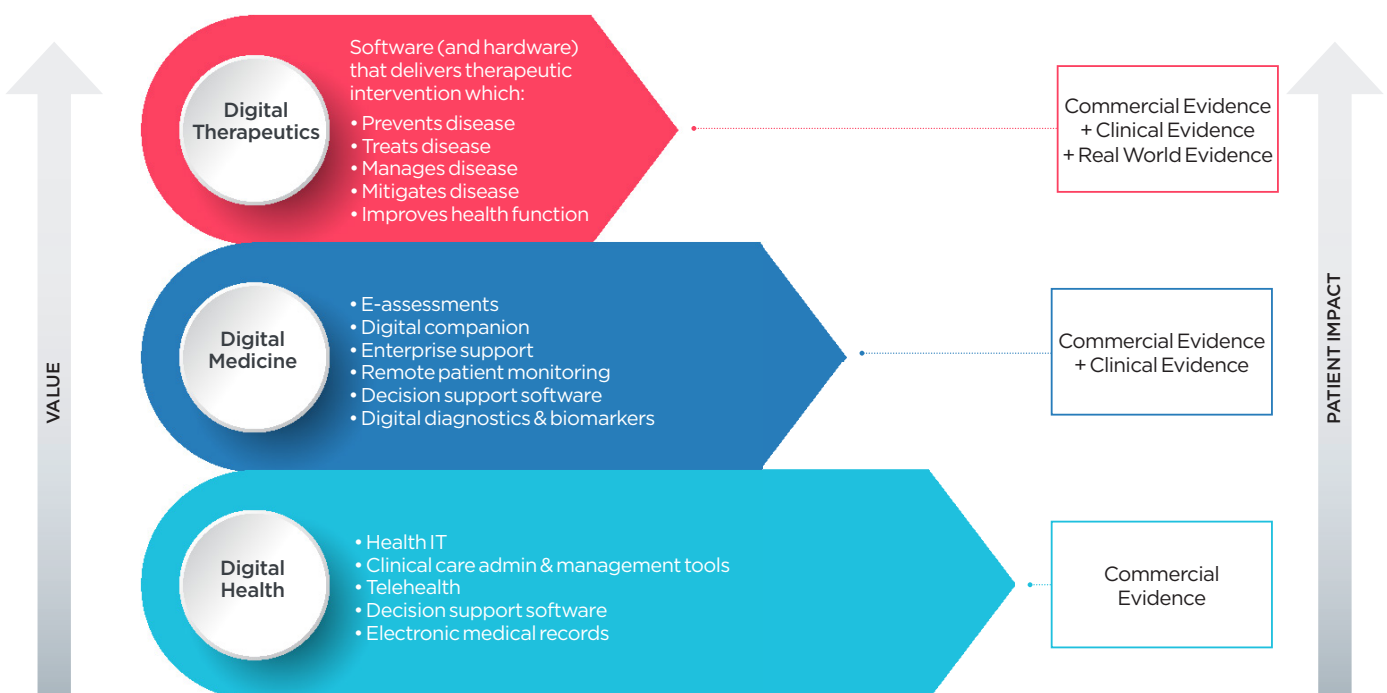 VALUE
Digital
Therapeutics
Software (and hardware)
that delivers therapeutic
intervention which:
• Prevents disease
• Treats disease
• Manages disease
• Mitigates disease
• Improves health function
Commercial Evidence
+ Clinical Evidence
+ Real World Evidence
Digital
Medicine
• E-assessments
• Digital companion
• Enterprise support
• Remote patient monitoring
• Decision support software
• Digital diagnostics & biomarkers
Commercial Evidence
+ Clinical Evidence
Digital
Health
• Health IT
• Clinical care admin & management tools
• Telehealth
• Decision support software
• Electronic medical records
Commercial
Evidence
PATIENT IMPACT